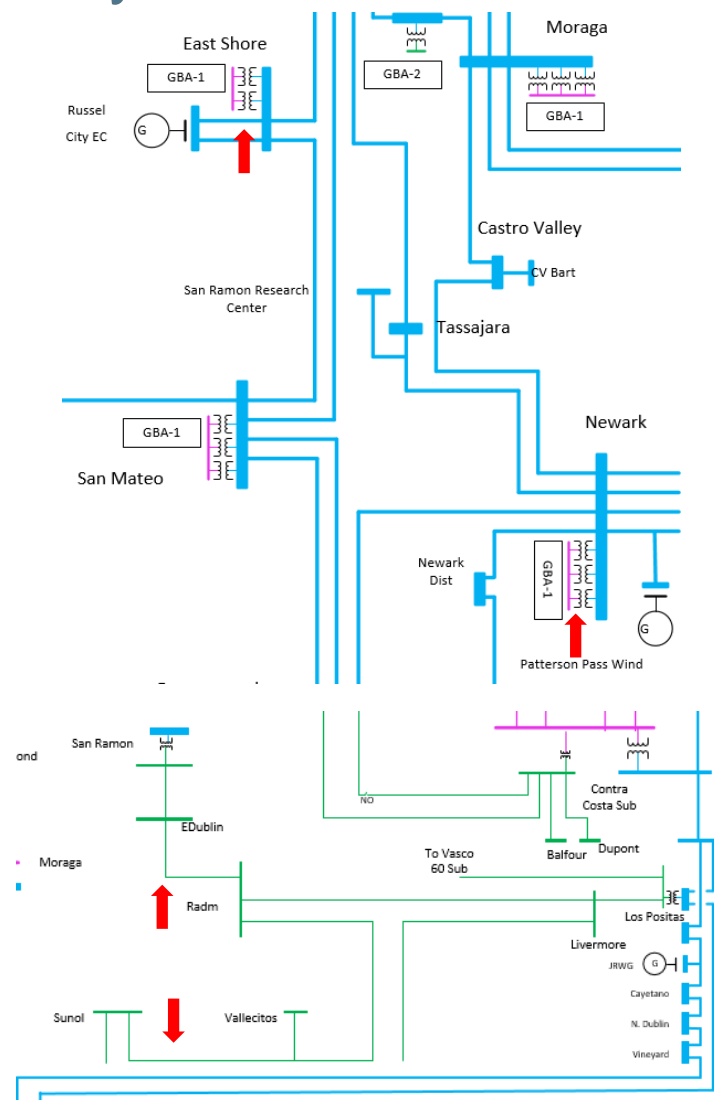 East Shore
Moraga
GBA-1
GBA-2
GBA-1
Russel
City EC
G
Castro Valley
CV Bart
San Ramon Research
Center
Tassajara
GBA-1
Newark
San Mateo
Newark
Dist
GBA-1
G
Patterson Pass Wind
San Ramon
ond
NO
Contra
Costa Sub
EDublin
Moraga
To Vasco
60 Sub
Balfour
Dupont
Radm
Los Positas
Livermore
JRWG
G
Cayetano
Sunol
Vallecitos
N. Dublin
Vineyard